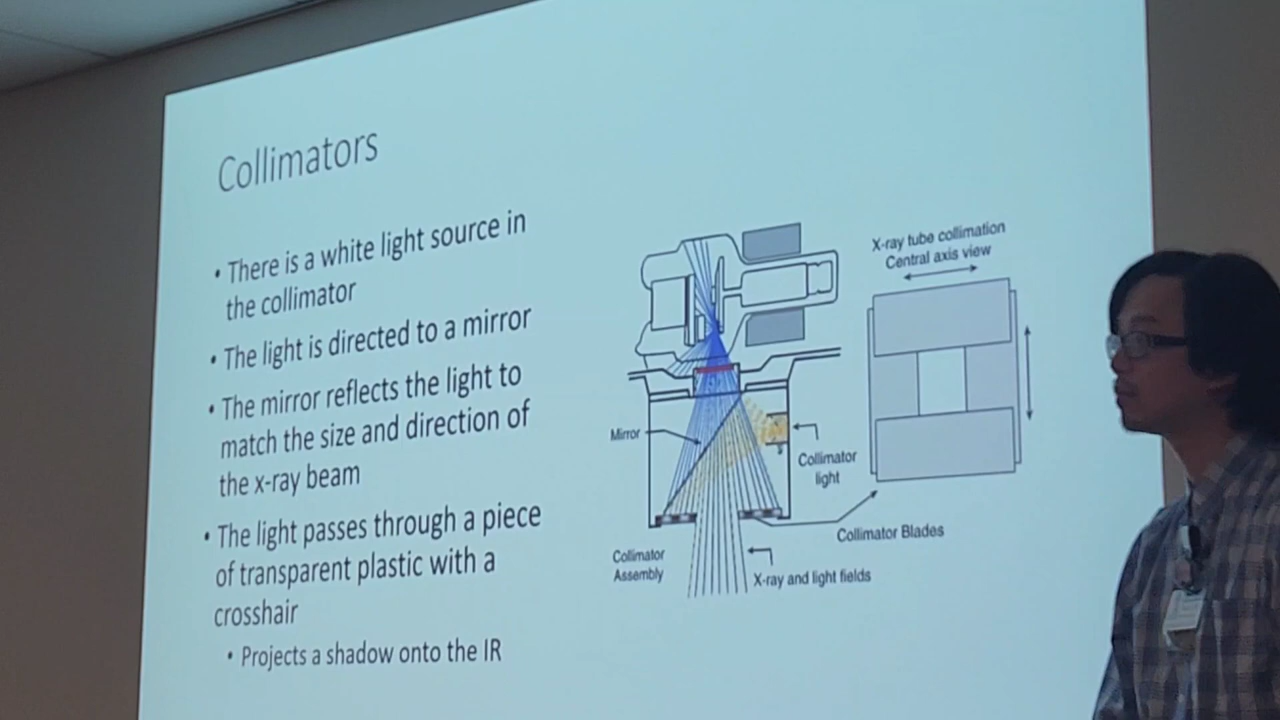 Collimators
• There is a white light source in
the collimator
• The light is directed to a mirror
• The mirror reflects the light to
match the size and direction of
the x-ray beam
• The light passes through a piece
of transparent plastic with a
crosshair
• Projects a shadow onto the IR
X-ray tube collimation
Central axis view
Mirror
Collimator
light
Collimator Blades
Collimator
Assembly
X-ray and light fields